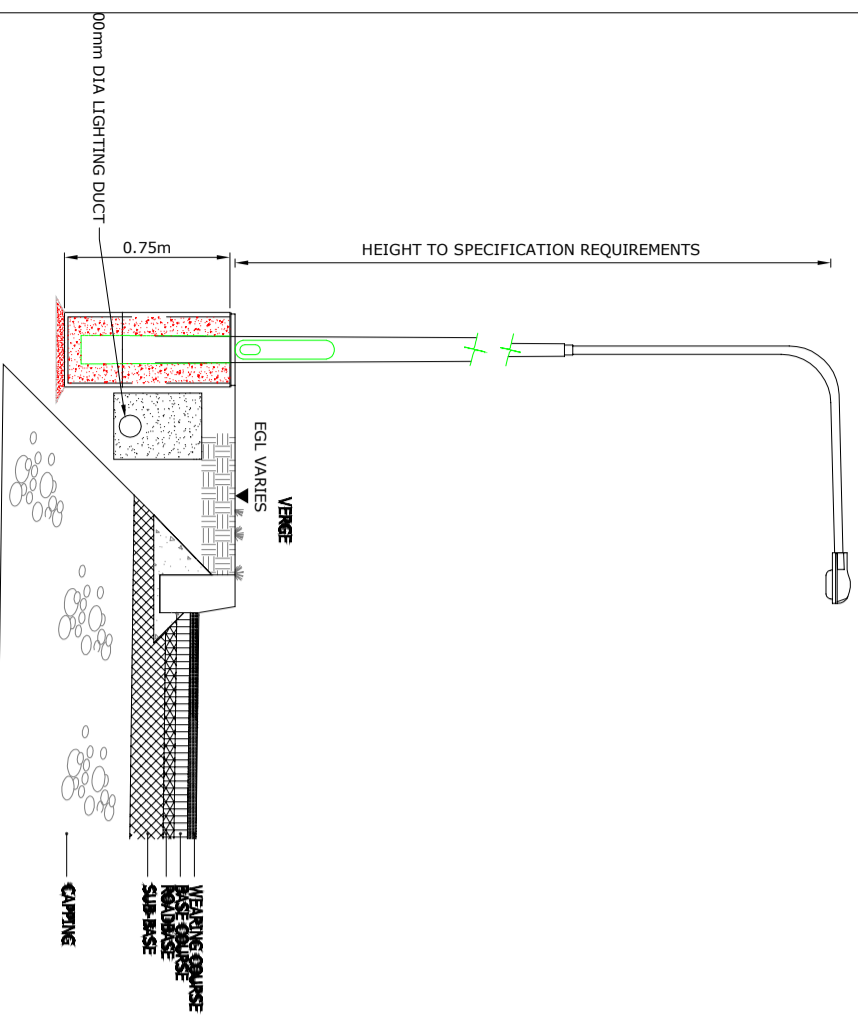 HEIGHT TO SPECIFICATION REQUIREMENTS
0.75m
00mm DIA LIGHTING DUCT
EGL VARIES
VERGE
WEARING COURSE
BASE COURSE
ROADBASE
SUB-BASE
CAPPING